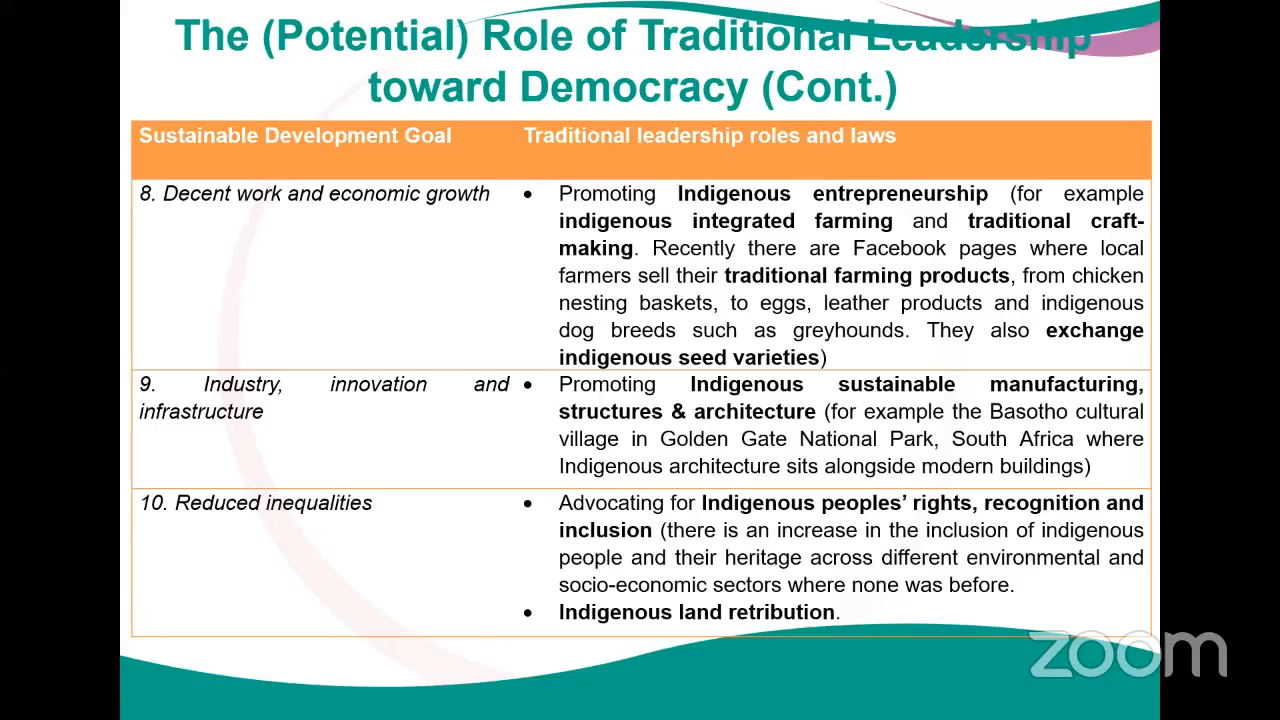 The (Potential) Role of Traditional Leadership
toward Democracy (Cont.)
Sustainable Development Goal
Traditional leadership roles and laws
8. Decent work and economic growth
• Promoting Indigenous entrepreneurship (for example
indigenous integrated farming and traditional craft-
making. Recently there are Facebook pages where local
farmers sell their traditional farming products, from chicken
nesting baskets, to eggs, leather products and indigenous
dog breeds such as greyhounds. They also exchange
indigenous seed varieties)
9. Industry, innovation and
infrastructure
• Promoting Indigenous sustainable manufacturing,
structures & architecture (for example the Basotho cultural
village in Golden Gate National Park, South Africa where
Indigenous architecture sits alongside modern buildings)
10. Reduced inequalities
• Advocating for Indigenous peoples’ rights, recognition and
inclusion (there is an increase in the inclusion of indigenous
people and their heritage across different environmental and
socio-economic sectors where none was before.
• Indigenous land retribution.
zoom